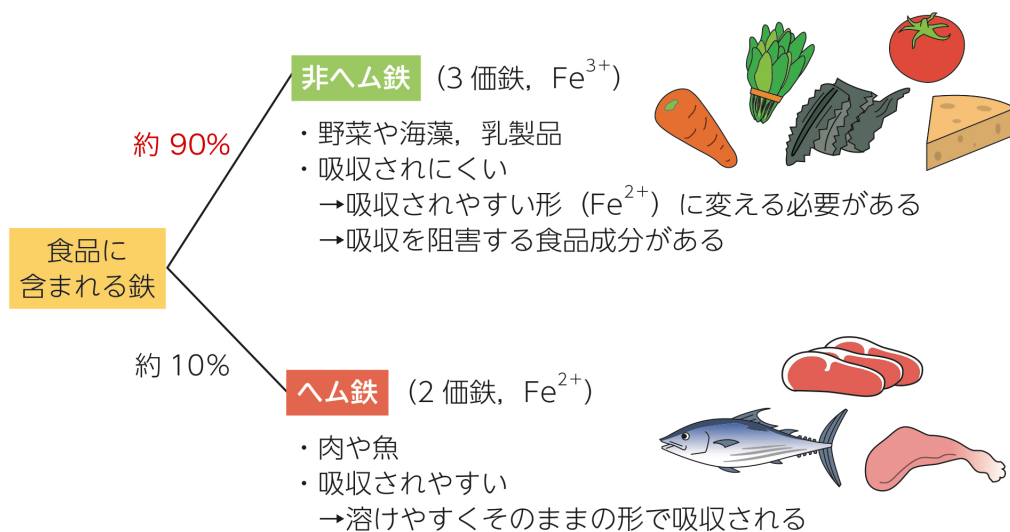 非ヘム鉄 (3 価鉄, Fe³⁺)
約 90%
・野菜や海藻, 乳製品
・吸収されにくい
→吸収されやすい形 (Fe²⁺) に変える必要がある
→吸収を阻害する食品成分がある
食品に
含まれる鉄
約 10%
ヘム鉄 (2 価鉄, Fe²⁺)
・肉や魚
・吸収されやすい
→溶けやすくそのままの形で吸収される